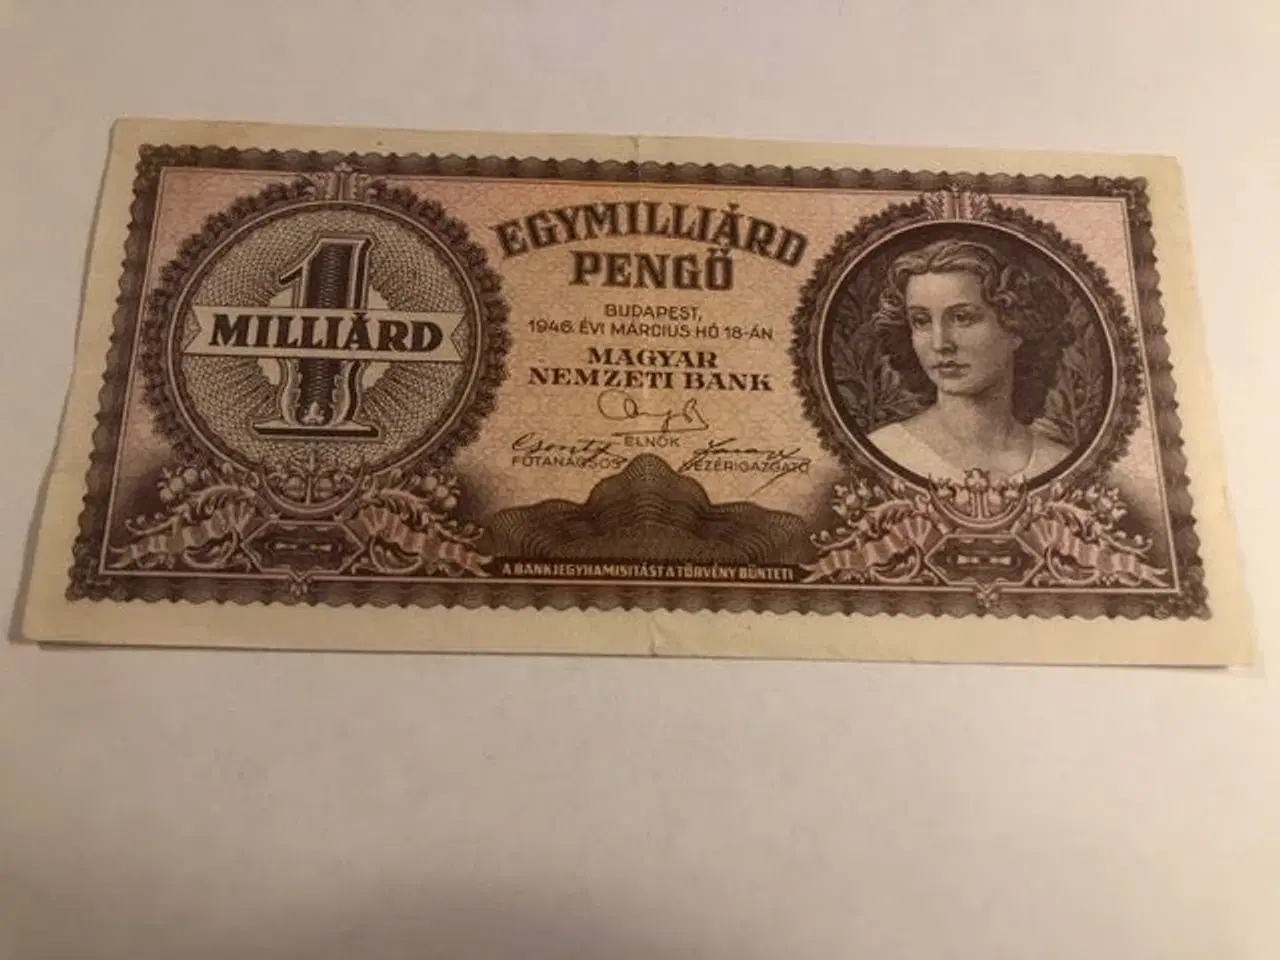 1
MILLIÁRD
EGYMILLIÁRD
PENGŐ
BUDAPEST,
1946. ÉVI MÁRCIUS HÓ 18-ÁN
MAGYAR
NEMZETI BANK
ELNÖK
FŐTANÁCSOS VEZÉRIGAZGATÓ
A BANKJEGYHAMISITÁST A TÖRVÉNY BÜNTETI